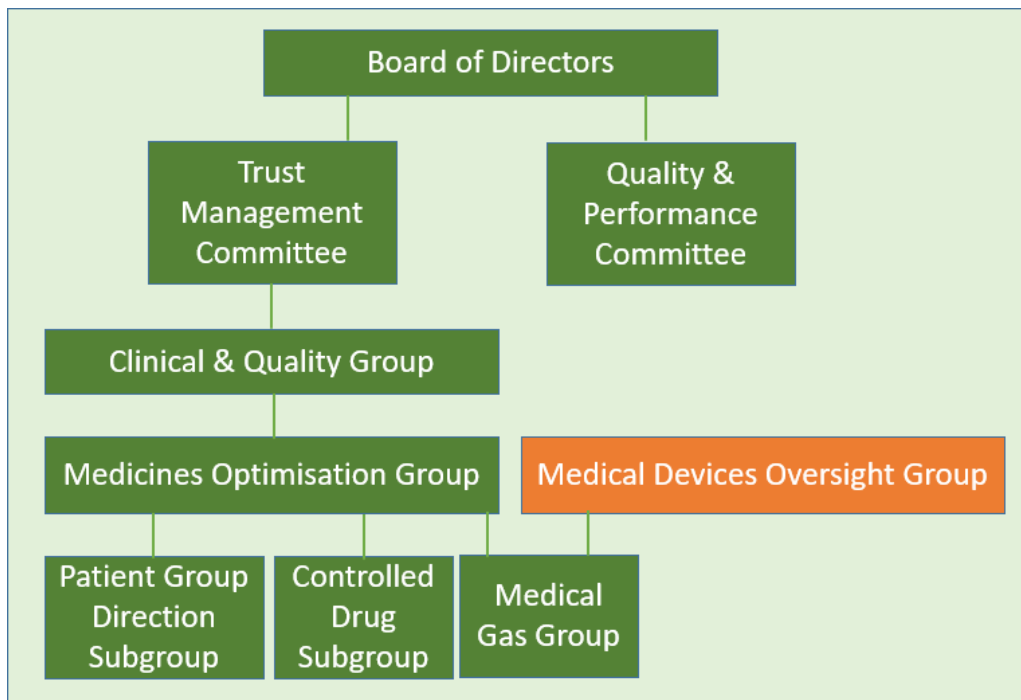 Board of Directors
Trust
Management
Committee
Quality &
Performance
Committee
Clinical & Quality Group
Medicines Optimisation Group
Medical Devices Oversight Group
Patient Group
Direction
Subgroup
Controlled
Drug
Subgroup
Medical
Gas Group